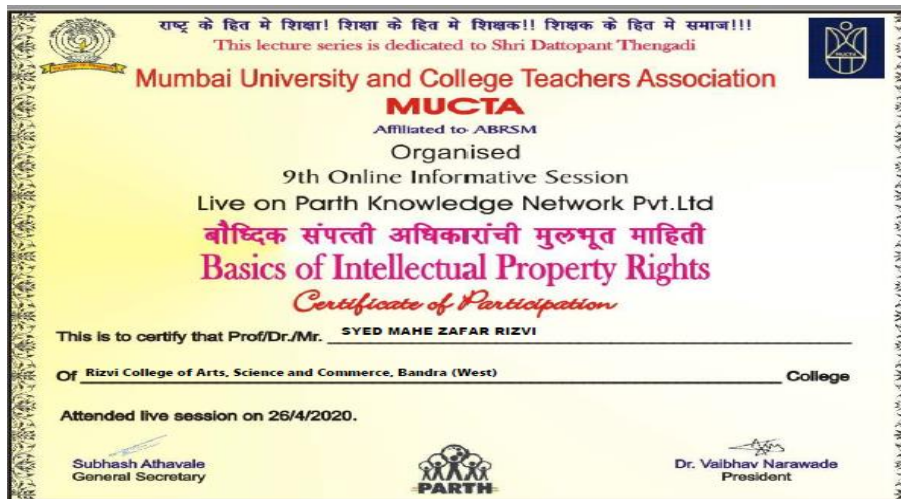 राष्ट्र के हित मे शिक्षा! शिक्षा के हित मे शिक्षक!! शिक्षक के हित मे समाज!!!
This lecture series is dedicated to Shri Dattopant Thengadi
MUCTA
Mumbai University and College Teachers Association
MUCTA
Affiliated to ABRSM
Organised
9th Online Informative Session
Live on Parth Knowledge Network Pvt.Ltd
बौध्दिक संपत्ती अधिकारांची मुलभूत माहिती
Basics of Intellectual Property Rights
Certificate of Participation
This is to certify that Prof/Dr./Mr. SYED MAHE ZAFAR RIZVI
Of Rizvi College of Arts, Science and Commerce, Bandra (West) College
Attended live session on 26/4/2020.
Subhash Athavale
General Secretary
PARTH
Dr. Vaibhav Narawade
President